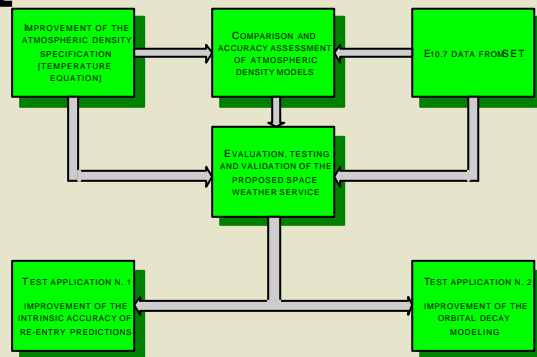 IMPROVEMENT OF THE
ATMOSPHERIC DENSITY
SPECIFICATION
[TEMPERATURE
EQUATION]
COMPARISON AND
ACCURACY ASSESSMENT
OF ATMOSPHERIC
DENSITY MODELS
E10.7 DATA FROM SET
EVALUATION, TESTING
AND VALIDATION OF THE
PROPOSED SPACE
WEATHER SERVICE
TEST APPLICATION N. 1
IMPROVEMENT OF THE
INTRINSIC ACCURACY OF
RE-ENTRY PREDICTIONS
TEST APPLICATION N. 2
IMPROVEMENT OF THE
ORBITAL DECAY
MODELING